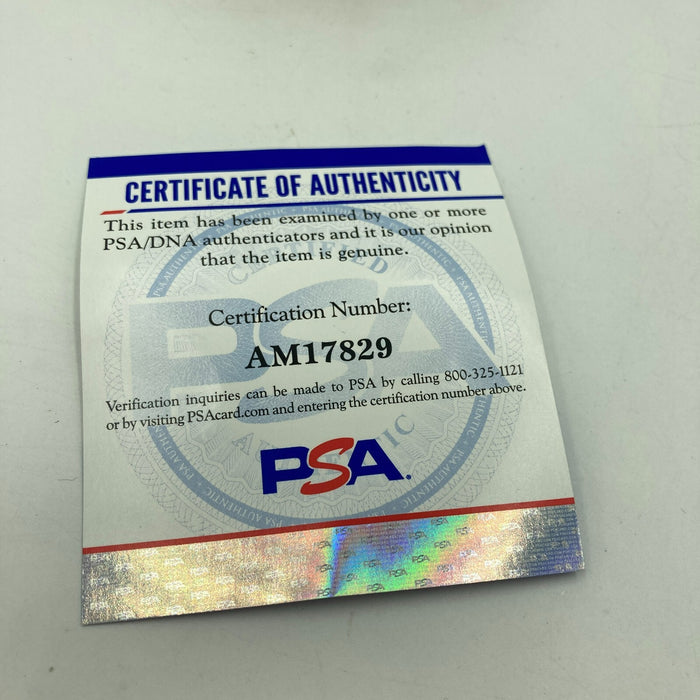 CERTIFICATE OF AUTHENTICITY
This item has been examined by one or more
PSA/DNA authenticators and it is our opinion
that the item is genuine.
Certification Number:
AM17829
Verification inquiries can be made to PSA by calling 800-325-1121
or by visiting PSAcard.com and entering the certification number above.
PSA
CERTIFIED
PSA